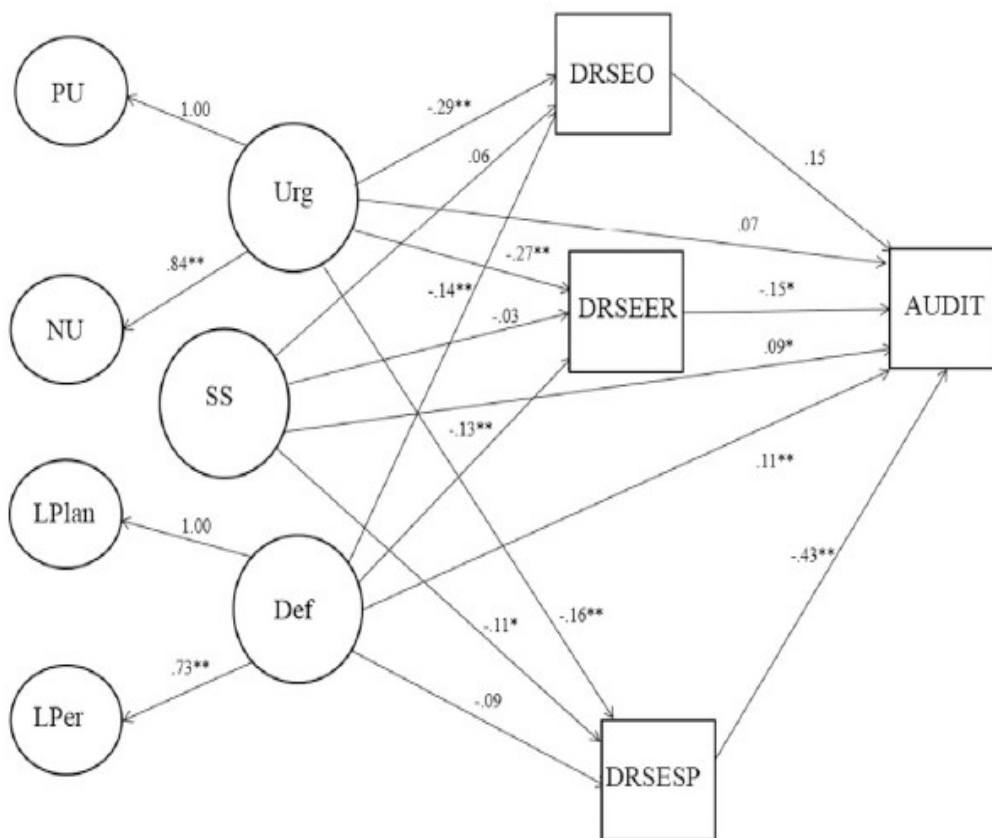 DRSEO
PU
1.00
-.29**
Urg
.06
.15
.07
.84**
-.27**
-.14**
NU
DRSEER
-.15*
AUDIT
-.03
SS
.09*
-.13**
.11**
LPlan
1.00
-.43**
Def
-.11*
-.16**
.73**
-.09
LPer
DRSESP